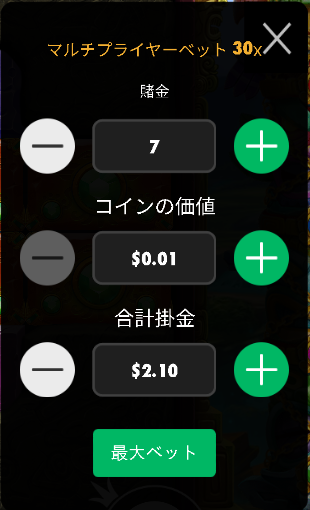 マルチプライヤーベット 30x
賭金
7
コインの価値
$0.01
合計掛金
$2.10
最大ベット